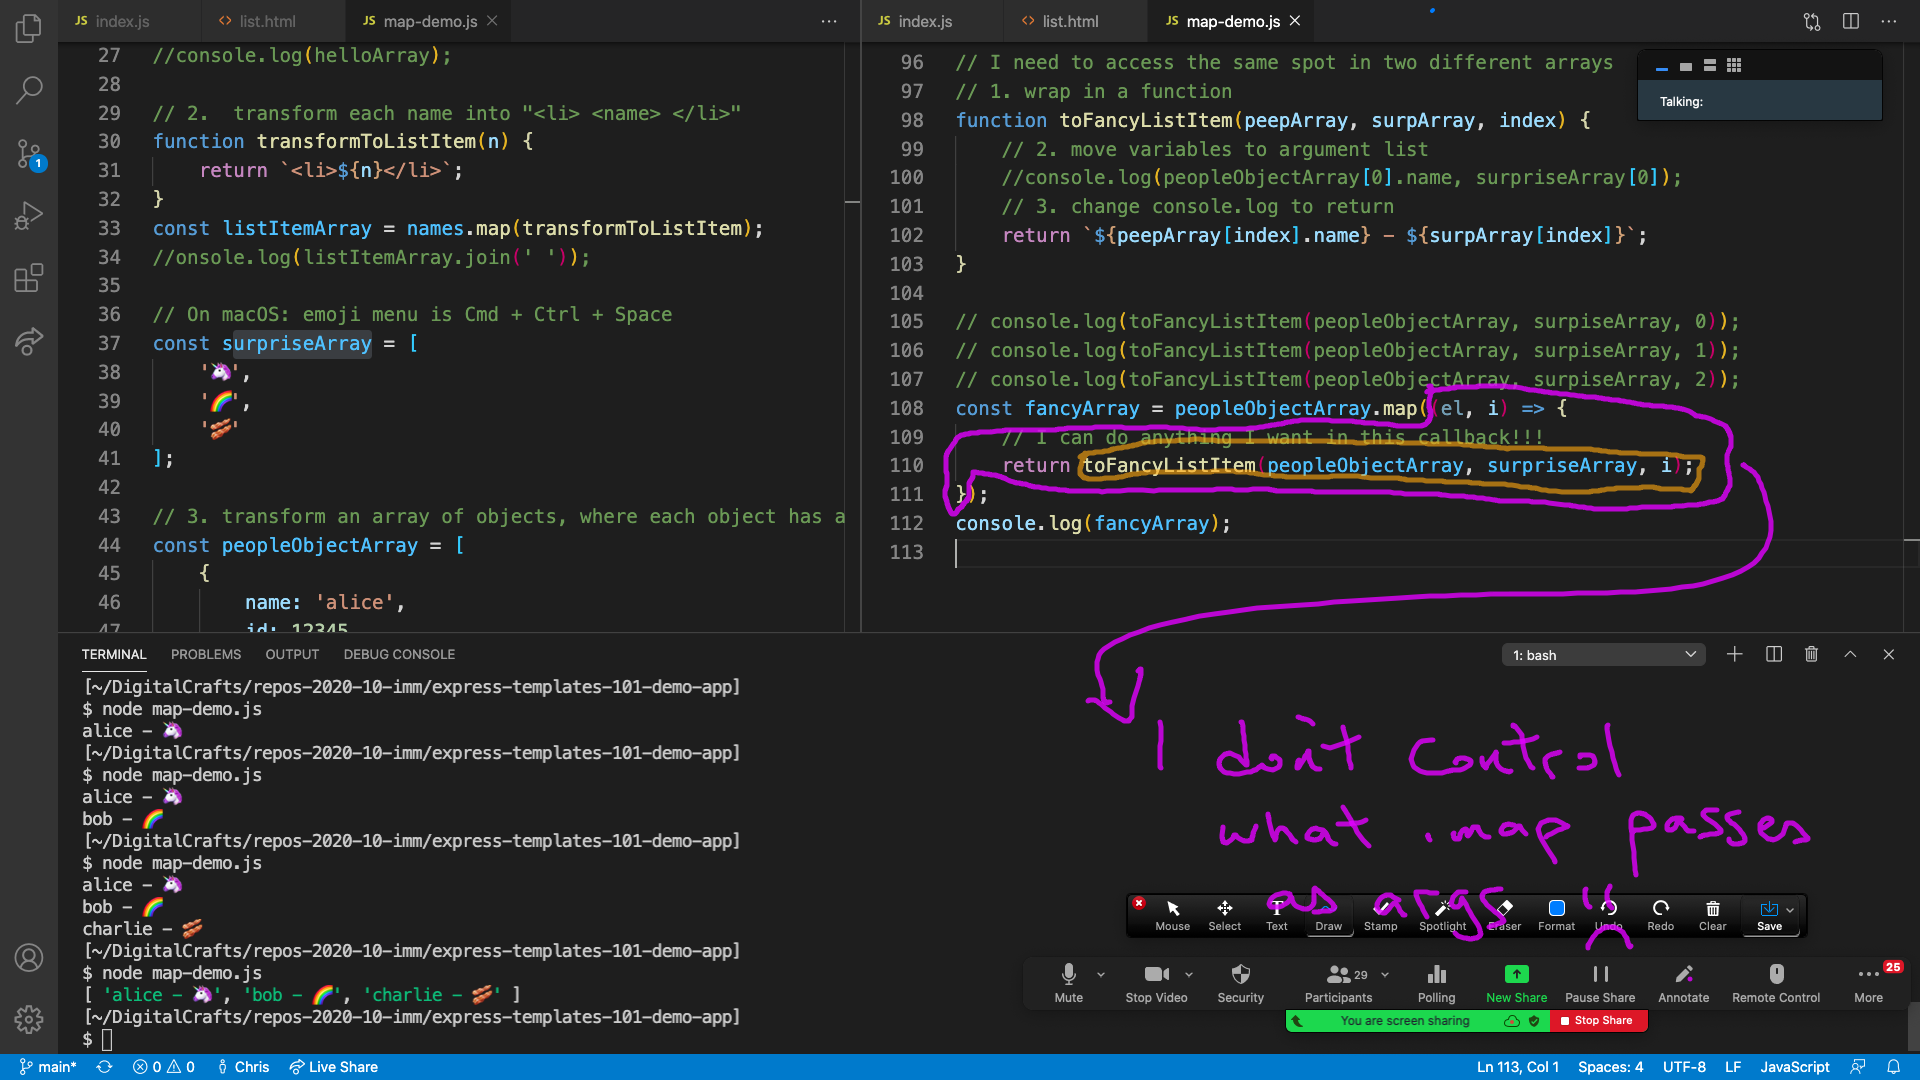 JS index.js
<> list.html
JS map-demo.js
27 //console.log(helloArray);
28
29 // 2.  transform each name into "<li> <name> </li>"
30 function transformToListItem(n) {
31 return `<li>${n}</li>`;
32 }
33 const listItemArray = names.map(transformToListItem);
34 //onsole.log(listItemArray.join(' '));
35
36 // On macOS: emoji menu is Cmd + Ctrl + Space
37 const surpriseArray = [
38 '🦄',
39 '🌈',
40 '🥓'
41 ];
42
43 // 3. transform an array of objects, where each object has a
44 const peopleObjectArray = [
45 {
46 name: 'alice',
47 id: 12345
JS index.js
<> list.html
JS map-demo.js
96 // I need to access the same spot in two different arrays
97 // 1. wrap in a function
98 function toFancyListItem(peepArray, surpArray, index) {
99 // 2. move variables to argument list
100 //console.log(peopleObjectArray[0].name, surpriseArray[0]);
101 // 3. change console.log to return
102 return `${peepArray[index].name} - ${surpArray[index]}`;
103 }
104
105 // console.log(toFancyListItem(peopleObjectArray, surpiseArray, 0));
106 // console.log(toFancyListItem(peopleObjectArray, surpiseArray, 1));
107 // console.log(toFancyListItem(peopleObjectArray, surpiseArray, 2));
108 const fancyArray = peopleObjectArray.map((el, i) => {
109 // I can do anything I want in this callback!!!
110 return toFancyListItem(peopleObjectArray, surpriseArray, i);
111 });
112 console.log(fancyArray);
113
Talking:
1
TERMINAL PROBLEMS OUTPUT DEBUG CONSOLE
1: bash
[~/DigitalCrafts/repos-2020-10-imm/express-templates-101-demo-app]
$ node map-demo.js
alice - 🦄
[~/DigitalCrafts/repos-2020-10-imm/express-templates-101-demo-app]
$ node map-demo.js
alice - 🦄
bob - 🌈
[~/DigitalCrafts/repos-2020-10-imm/express-templates-101-demo-app]
$ node map-demo.js
alice - 🦄
bob - 🌈
charlie - 🥓
[~/DigitalCrafts/repos-2020-10-imm/express-templates-101-demo-app]
$ node map-demo.js
[ 'alice - 🦄', 'bob - 🌈', 'charlie - 🥓' ]
[~/DigitalCrafts/repos-2020-10-imm/express-templates-101-demo-app]
$
I don't control
what .map passes
as args
Mouse Select Text Draw Stamp Spotlight Eraser Format Undo Redo Clear Save
29
25
Mute Stop Video Security Participants Polling New Share Pause Share Annotate Remote Control More
You are screen sharing Stop Share
main* 0 0 Chris Live Share
Ln 113, Col 1 Spaces: 4 UTF-8 LF JavaScript